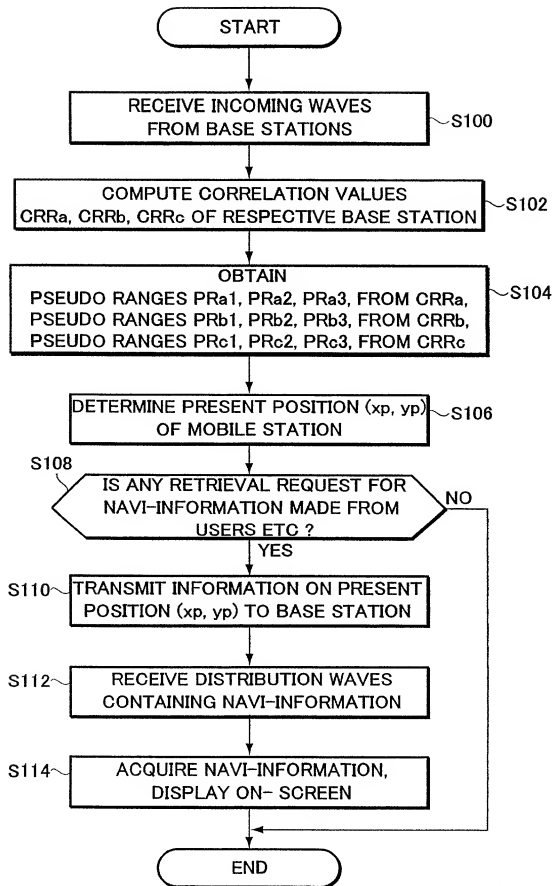 START
RECEIVE INCOMING WAVES
FROM BASE STATIONS
S100
COMPUTE CORRELATION VALUES
CRRa, CRRb, CRRc OF RESPECTIVE BASE STATION
S102
OBTAIN
PSEUDO RANGES PRa1, PRa2, PRa3, FROM CRRa,
PSEUDO RANGES PRb1, PRb2, PRb3, FROM CRRb,
PSEUDO RANGES PRc1, PRc2, PRc3, FROM CRRc
S104
DETERMINE PRESENT POSITION (xp, yp)
OF MOBILE STATION
S106
S108
IS ANY RETRIEVAL REQUEST FOR
NAVI-INFORMATION MADE FROM
USERS ETC ?
NO
YES
S110
TRANSMIT INFORMATION ON PRESENT
POSITION (xp, yp) TO BASE STATION
S112
RECEIVE DISTRIBUTION WAVES
CONTAINING NAVI-INFORMATION
S114
ACQUIRE NAVI-INFORMATION,
DISPLAY ON- SCREEN
END